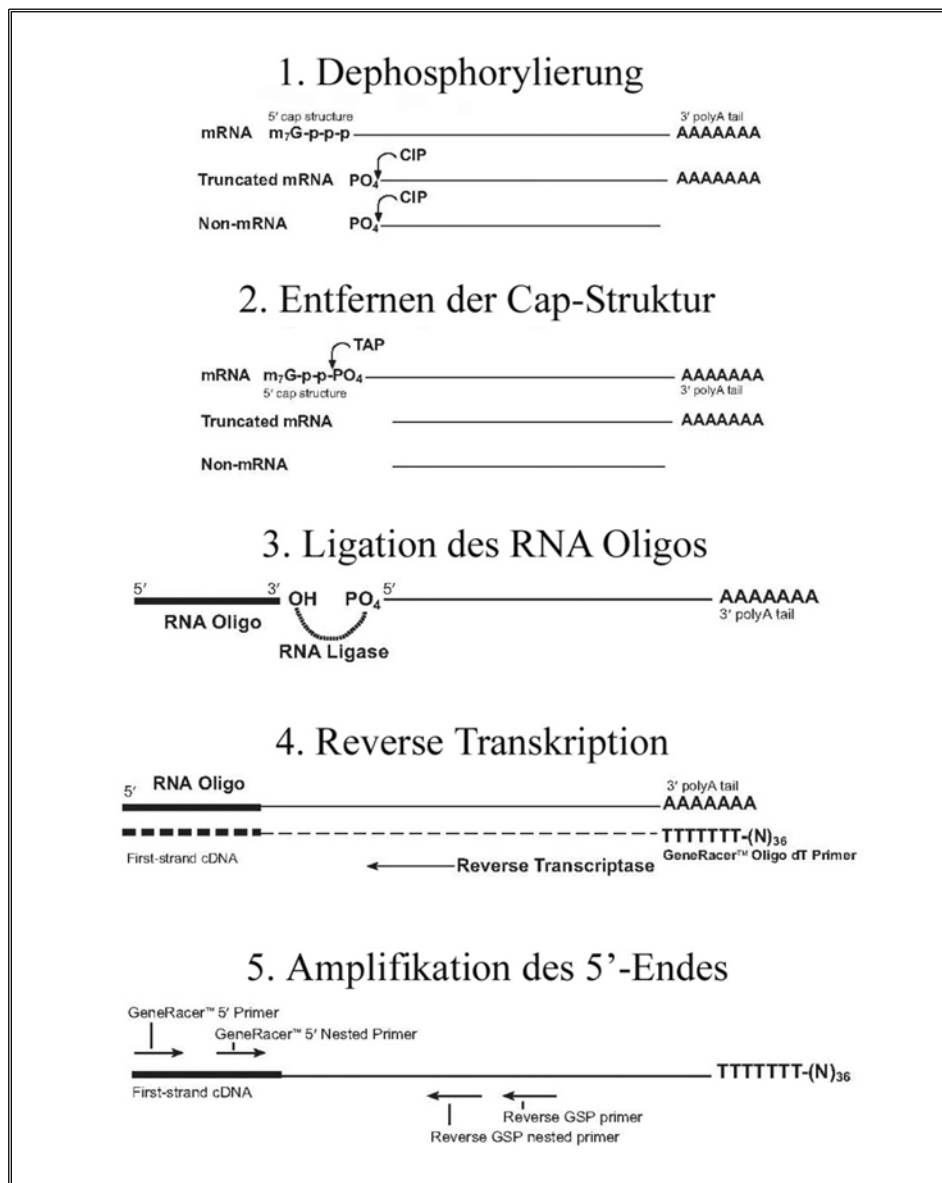 1. Dephosphorylierung
5′ cap structure 3′ polyA tail
mRNA m₇G-p-p-p AAAAAAA
CIP
Truncated mRNA PO₄ AAAAAAA
CIP
Non-mRNA PO₄
2. Entfernen der Cap-Struktur
TAP
mRNA m₇G-p-p-PO₄ AAAAAAA
5′ cap structure 3′ polyA tail
Truncated mRNA AAAAAAA
Non-mRNA
3. Ligation des RNA Oligos
5′ 3′ OH PO₄ 5′ AAAAAAA
RNA Oligo 3′ polyA tail
RNA Ligase
4. Reverse Transkription
5′ RNA Oligo 3′ polyA tail
AAAAAAA
TTTTTTT-(N)₃₆
First-strand cDNA GeneRacer™ Oligo dT Primer
Reverse Transcriptase
5. Amplifikation des 5’-Endes
GeneRacer™ 5′ Primer
GeneRacer™ 5′ Nested Primer
TTTTTTT-(N)₃₆
First-strand cDNA
Reverse GSP primer
Reverse GSP nested primer